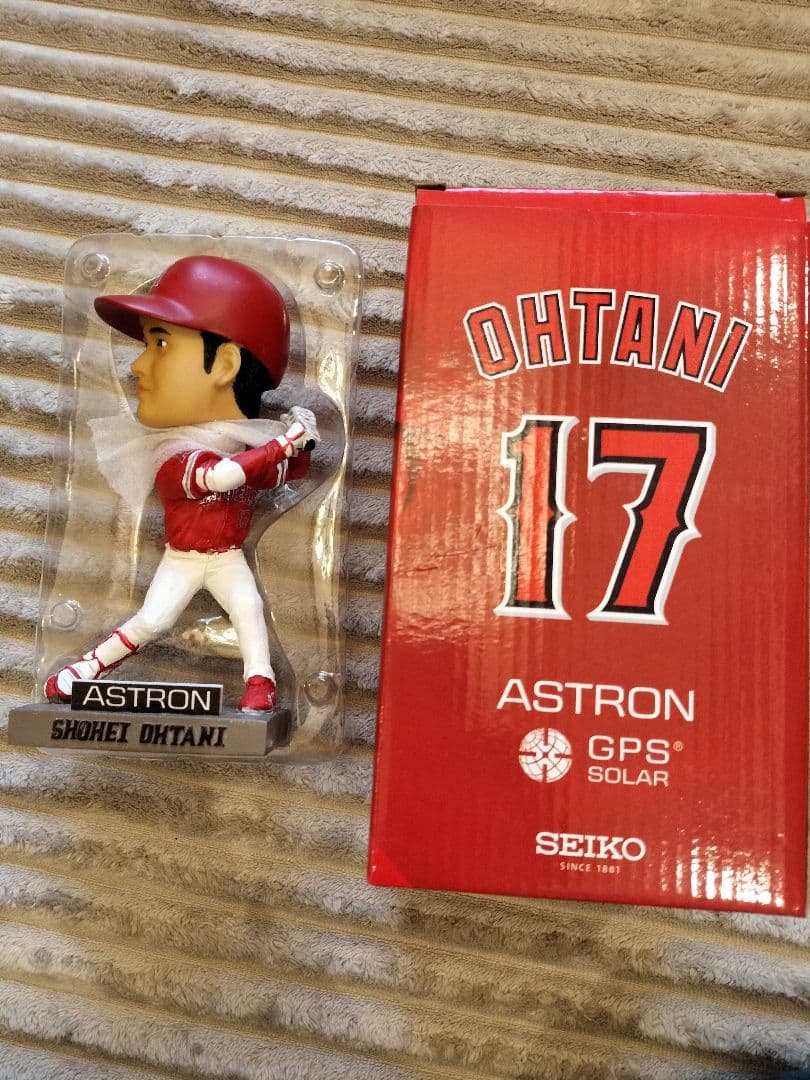 ASTRON
SHOHEI OHTANI
OHTANI
17
ASTRON
GPS®
SOLAR
SEIKO
SINCE 1881